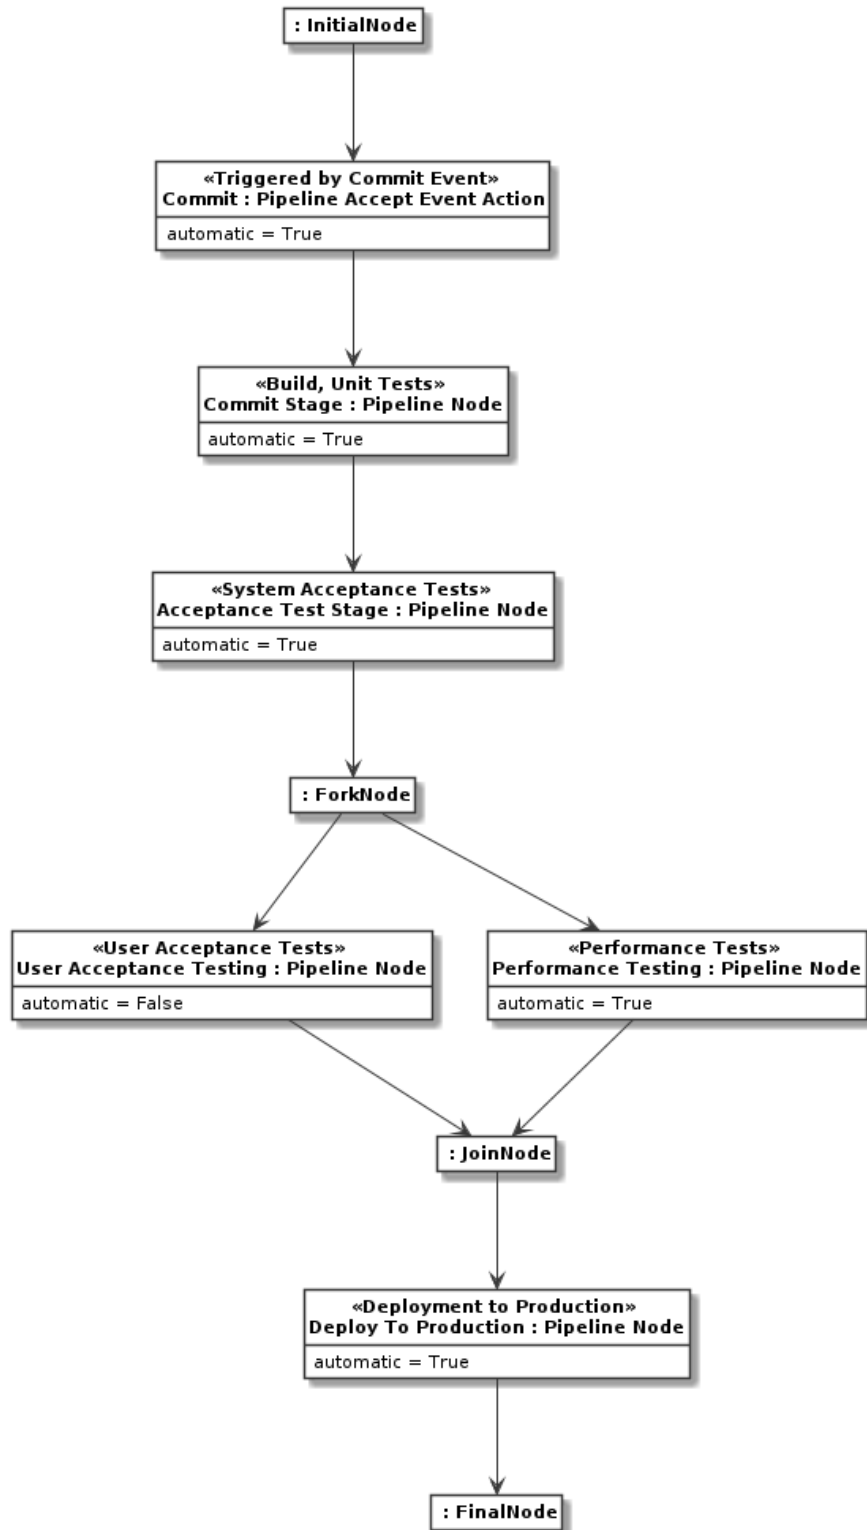 : InitialNode
«Triggered by Commit Event»
Commit : Pipeline Accept Event Action
automatic = True
«Build, Unit Tests»
Commit Stage : Pipeline Node
automatic = True
«System Acceptance Tests»
Acceptance Test Stage : Pipeline Node
automatic = True
: ForkNode
«User Acceptance Tests»
User Acceptance Testing : Pipeline Node
automatic = False
«Performance Tests»
Performance Testing : Pipeline Node
automatic = True
: JoinNode
«Deployment to Production»
Deploy To Production : Pipeline Node
automatic = True
: FinalNode